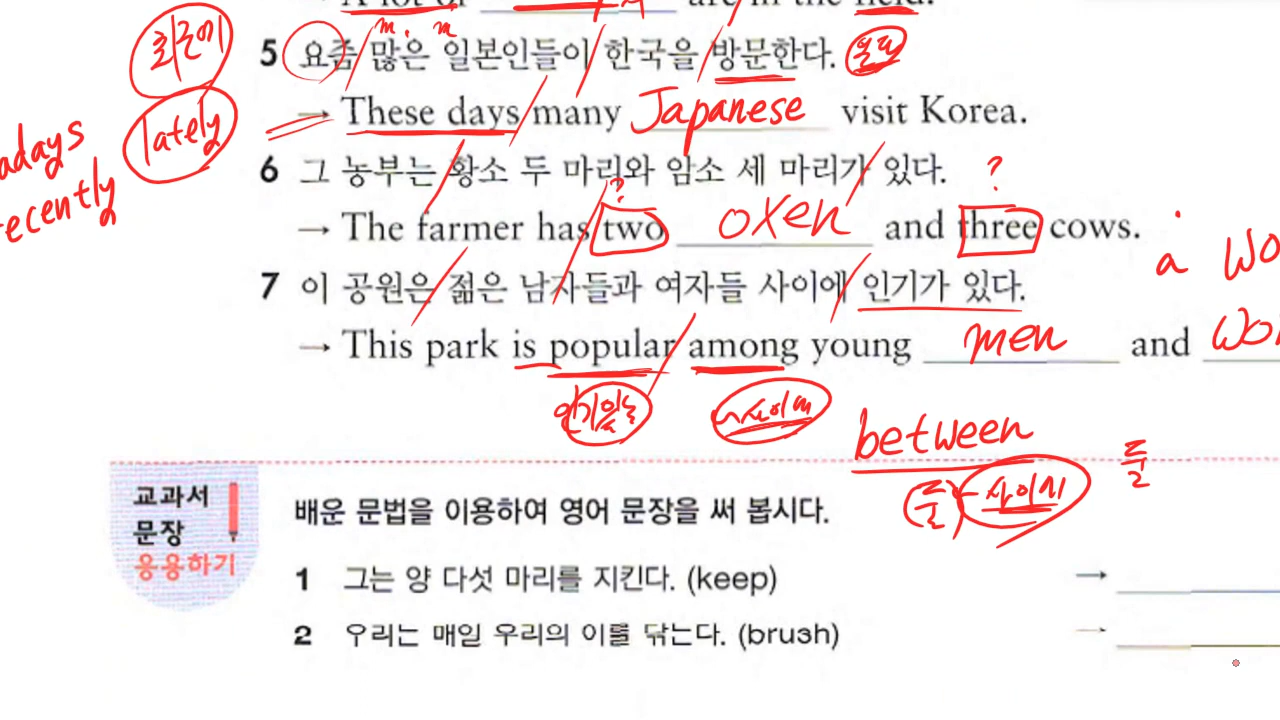 A lot of are in the field.
최근에
5 요즘 많은 일본인들이 한국을 방문한다.
lately
→ These days many Japanese visit Korea.
adays
ecently
6 그 농부는 황소 두 마리와 암소 세 마리가 있다.
? ?
→ The farmer has two oxen and three cows.
7 이 공원은 젊은 남자들과 여자들 사이에 인기가 있다.
a wo
→ This park is popular among young men and wo
인기있는 ~사이에
between
둘
(둘) 사이에
교과서
문장
응용하기
배운 문법을 이용하여 영어 문장을 써 봅시다.
1 그는 양 다섯 마리를 지킨다. (keep) →
2 우리는 매일 우리의 이를 닦는다. (brush) →